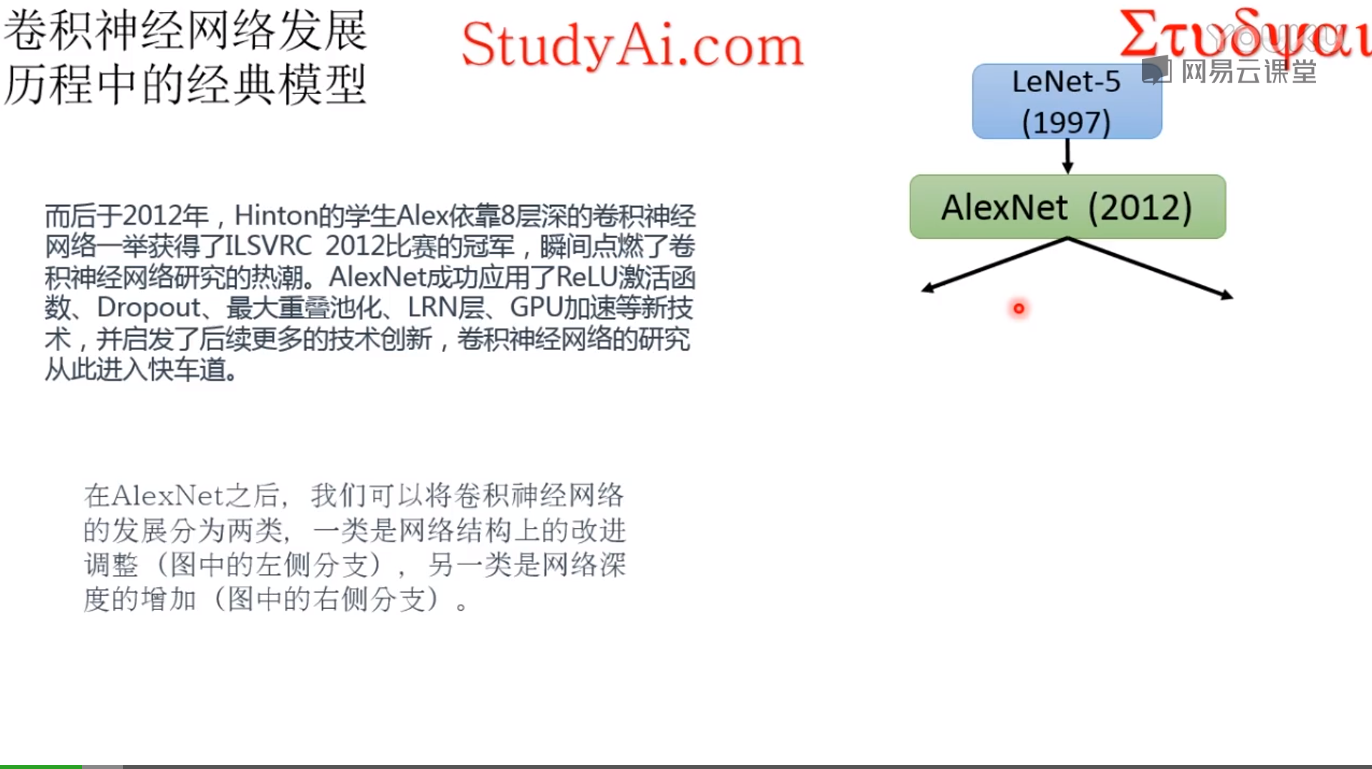 卷积神经网络发展
历程中的经典模型
StudyAi.com
Στυdψαι
YOUKU
网易云课堂
LeNet-5
(1997)
AlexNet (2012)
而后于2012年，Hinton的学生Alex依靠8层深的卷积神经
网络一举获得了ILSVRC 2012比赛的冠军，瞬间点燃了卷
积神经网络研究的热潮。AlexNet成功应用了ReLU激活函
数、Dropout、最大重叠池化、LRN层、GPU加速等新技
术，并启发了后续更多的技术创新，卷积神经网络的研究
从此进入快车道。
在AlexNet之后，我们可以将卷积神经网络
的发展分为两类，一类是网络结构上的改进
调整（图中的左侧分支），另一类是网络深
度的增加（图中的右侧分支）。